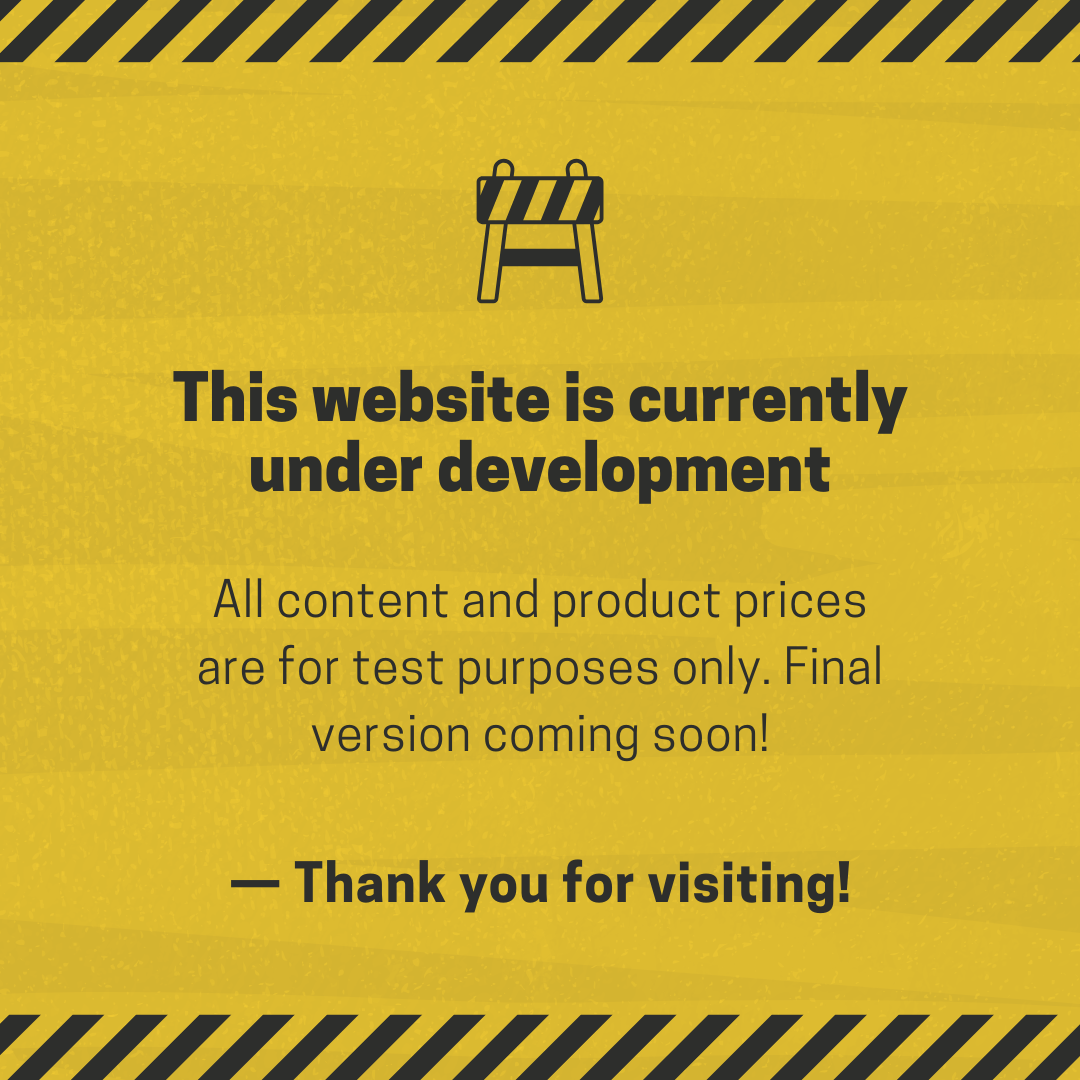 This website is currently
under development
All content and product prices
are for test purposes only. Final
version coming soon!
— Thank you for visiting!